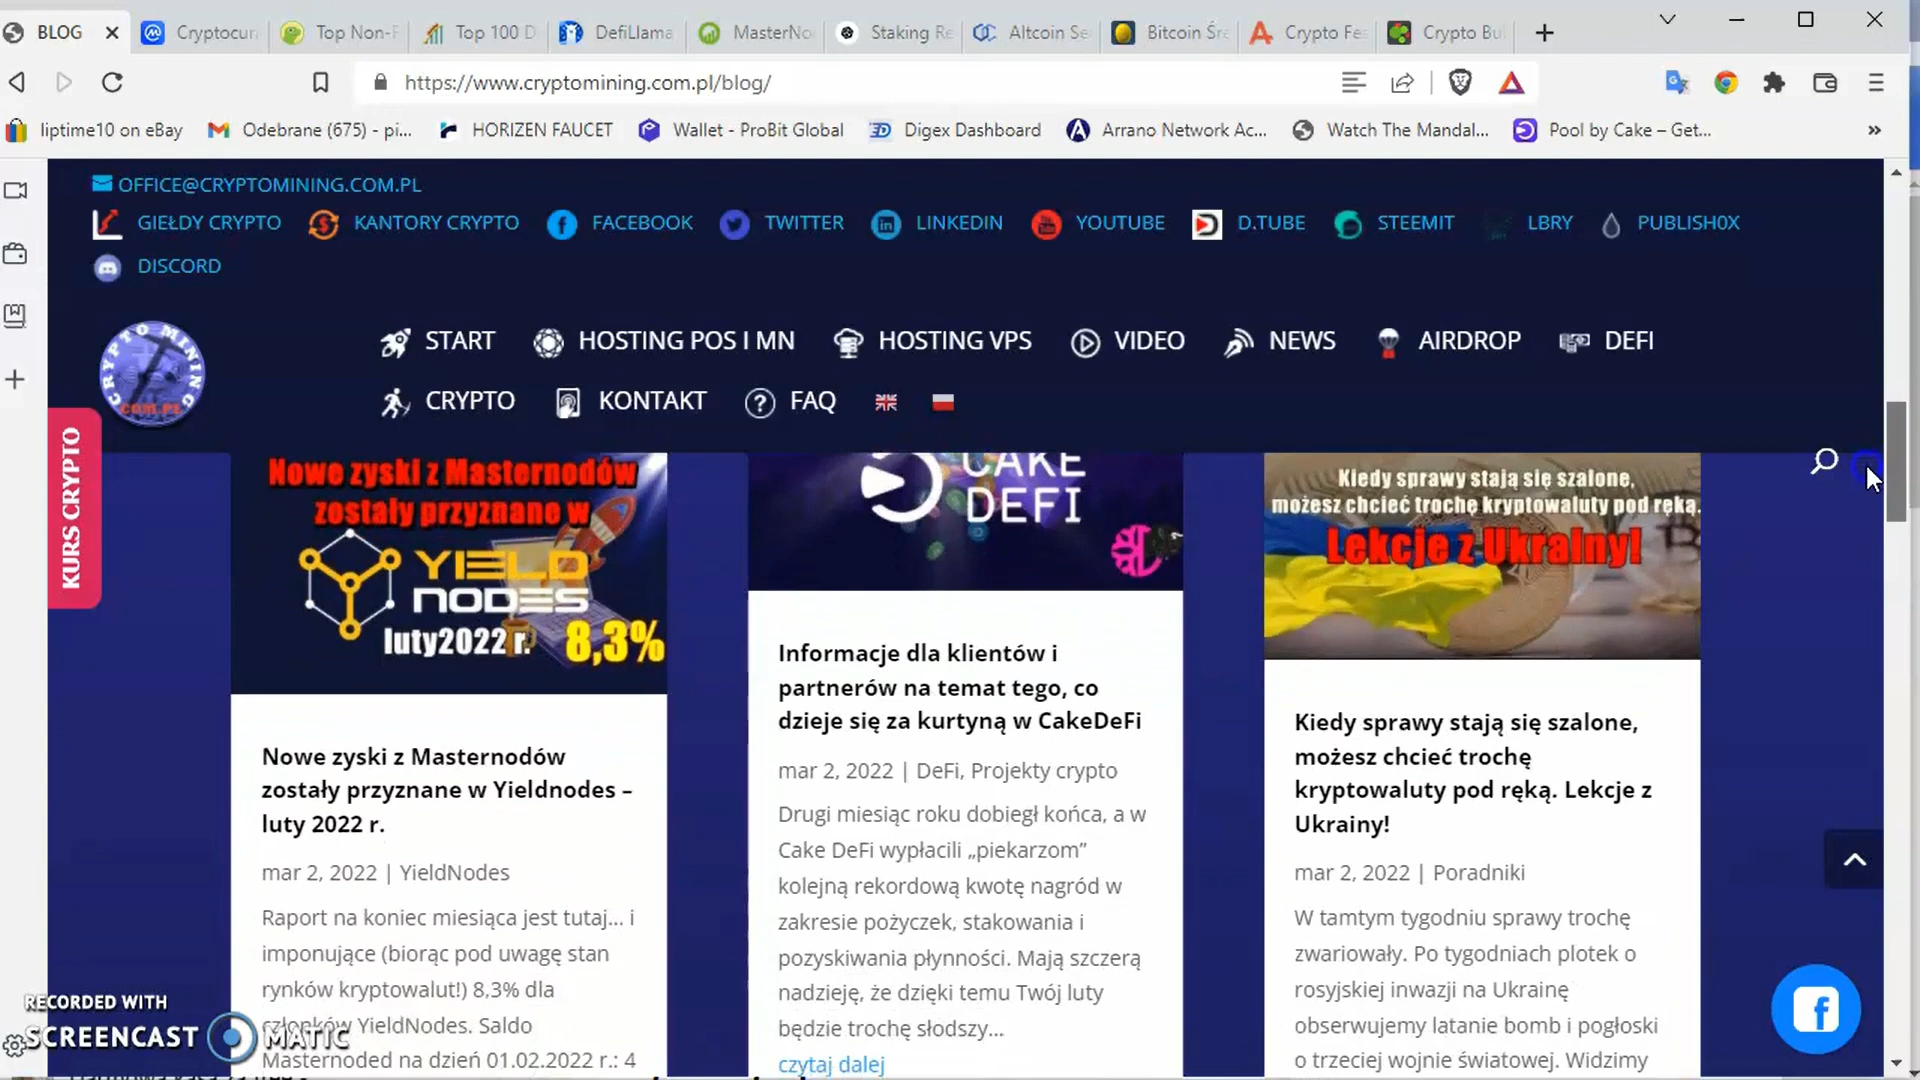 BLOG
Cryptocur
Top Non-F
Top 100 D
DefiLlama
MasterNo
Staking Re
Altcoin Se
Bitcoin Śre
Crypto Fe
Crypto Bu
https://www.cryptomining.com.pl/blog/
liptime10 on eBay
Odebrane (675) - pi...
HORIZEN FAUCET
Wallet - ProBit Global
Digex Dashboard
Arrano Network Ac...
Watch The Mandal...
Pool by Cake – Get...
OFFICE@CRYPTOMINING.COM.PL
GIEŁDY CRYPTO
KANTORY CRYPTO
FACEBOOK
TWITTER
LINKEDIN
YOUTUBE
D.TUBE
STEEMIT
LBRY
PUBLISH0X
DISCORD
CRYPTO MINING
COM.PL
START
HOSTING POS I MN
HOSTING VPS
VIDEO
NEWS
AIRDROP
DEFI
CRYPTO
KONTAKT
FAQ
KURS CRYPTO
Nowe zyski z Masternodów
zostały przyznane w
YIELD
NODES
luty2022 r. 8,3%
Nowe zyski z Masternodów
zostały przyznane w Yieldnodes –
luty 2022 r.
mar 2, 2022 | YieldNodes
Raport na koniec miesiąca jest tutaj... i
imponujące (biorąc pod uwagę stan
rynków kryptowalut!) 8,3% dla
członków YieldNodes. Saldo
Masternoded na dzień 01.02.2022 r.: 4
CAKE
DEFI
Informacje dla klientów i
partnerów na temat tego, co
dzieje się za kurtyną w CakeDeFi
mar 2, 2022 | DeFi, Projekty crypto
Drugi miesiąc roku dobiegł końca, a w
Cake DeFi wypłacili „piekarzom”
kolejną rekordową kwotę nagród w
zakresie pożyczek, stakowania i
pozyskiwania płynności. Mają szczerą
nadzieję, że dzięki temu Twój luty
będzie trochę słodszy...
czytaj dalej
Kiedy sprawy stają się szalone,
możesz chcieć trochę kryptowaluty pod ręką.
Lekcje z Ukrainy!
Kiedy sprawy stają się szalone,
możesz chcieć trochę
kryptowaluty pod ręką. Lekcje z
Ukrainy!
mar 2, 2022 | Poradniki
W tamtym tygodniu sprawy trochę
zwariowały. Po tygodniach plotek o
rosyjskiej inwazji na Ukrainę
obserwujemy latanie bomb i pogłoski
o trzeciej wojnie światowej. Widzimy
RECORDED WITH
SCREENCAST MATIC